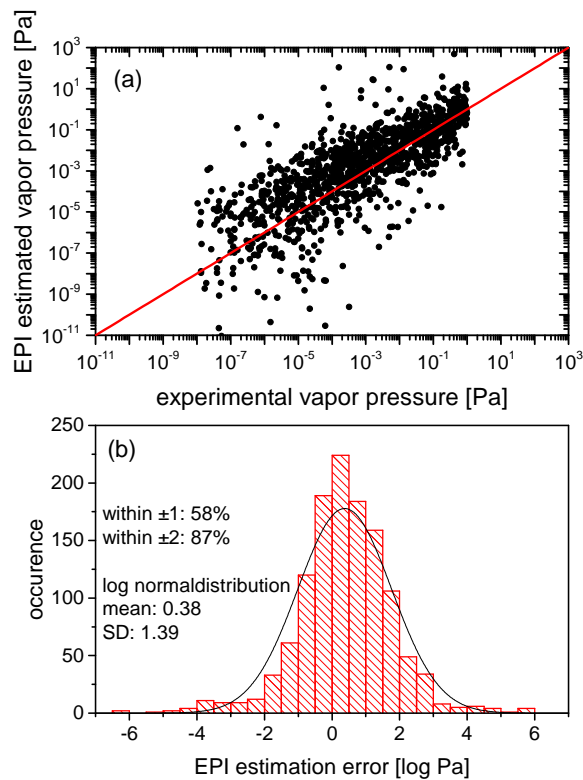 EPI estimated vapor pressure [Pa]
(a)
10^3
10^1
10^-1
10^-3
10^-5
10^-7
10^-9
10^-11
10^-11 10^-9 10^-7 10^-5 10^-3 10^-1 10^1 10^3
experimental vapor pressure [Pa]
(b)
250
200
150
100
50
0
occurence
within ±1: 58%
within ±2: 87%
log normaldistribution
mean: 0.38
SD: 1.39
-6 -4 -2 0 2 4 6
EPI estimation error [log Pa]